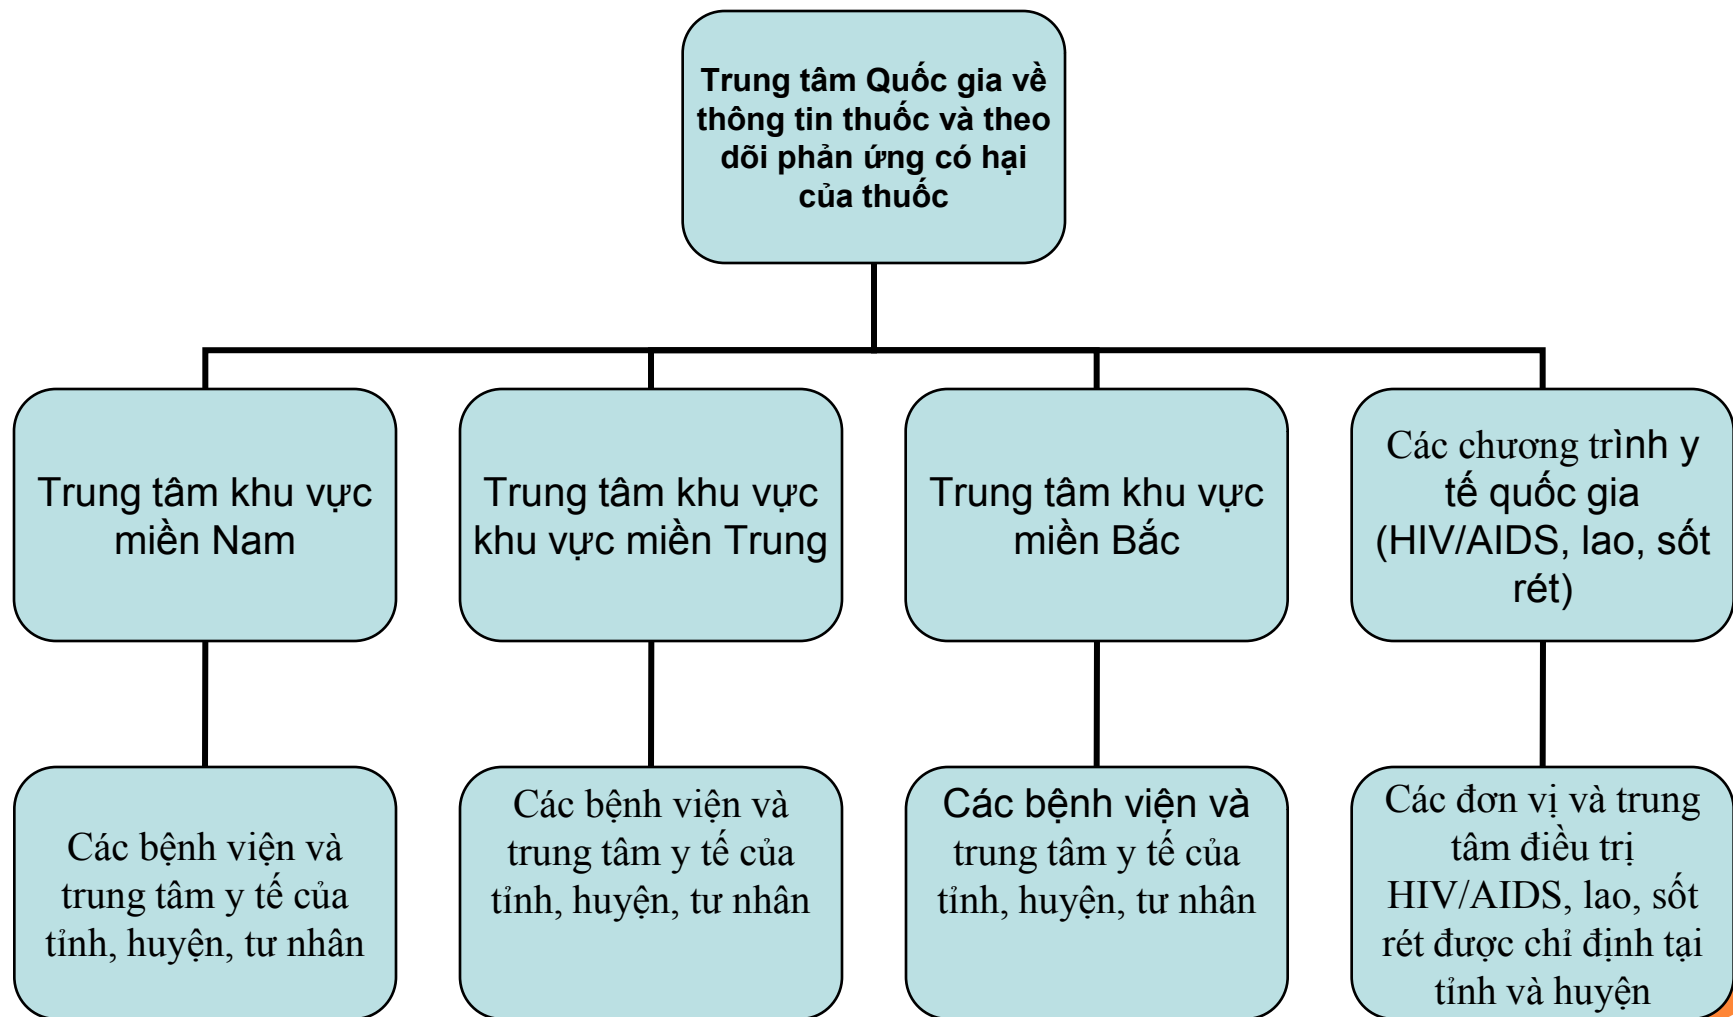 Trung tâm Quốc gia về
thông tin thuốc và theo
dõi phản ứng có hại
của thuốc
Trung tâm khu vực
miền Nam
Trung tâm khu vực
khu vực miền Trung
Trung tâm khu vực
miền Bắc
Các chương trình y
tế quốc gia
(HIV/AIDS, lao, sốt
rét)
Các bệnh viện và
trung tâm y tế của
tỉnh, huyện, tư nhân
Các bệnh viện và
trung tâm y tế của
tỉnh, huyện, tư nhân
Các bệnh viện và
trung tâm y tế của
tỉnh, huyện, tư nhân
Các đơn vị và trung
tâm điều trị
HIV/AIDS, lao, sốt
rét được chỉ định tại
tỉnh và huyện